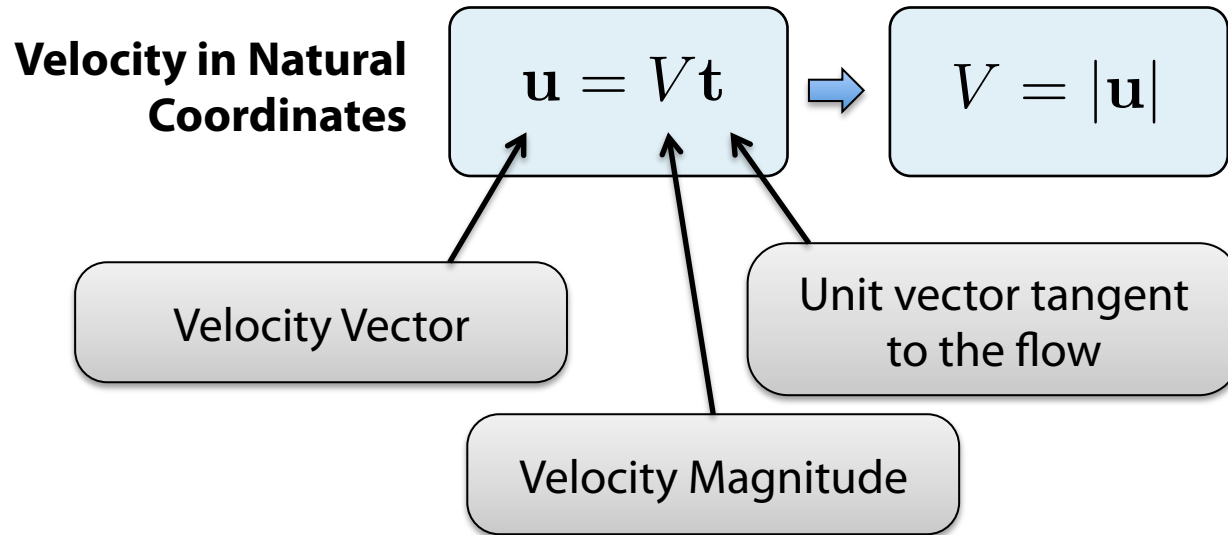 Velocity in Natural
Coordinates
𝐮 = V𝐭
V = |𝐮|
Velocity Vector
Unit vector tangent
to the flow
Velocity Magnitude